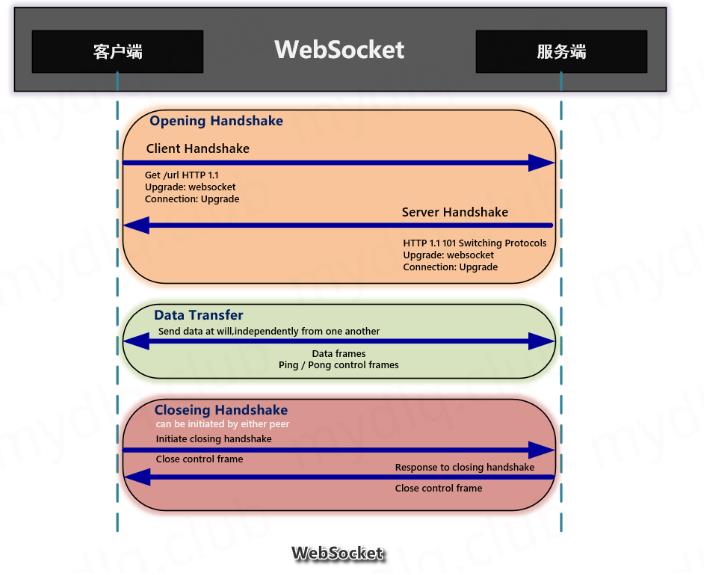 客户端
WebSocket
服务端
Opening Handshake
Client Handshake
Get /url HTTP 1.1
Upgrade: websocket
Connection: Upgrade
Server Handshake
HTTP 1.1 101 Switching Protocols
Upgrade: websocket
Connection: Upgrade
Data Transfer
Send data at will,independently from one another
Data frames
Ping / Pong control frames
Closeing Handshake
can be initiated by either peer
Initiate closing handshake
Close control frame
Response to closing handshake
Close control frame
WebSocket
mydlq.club